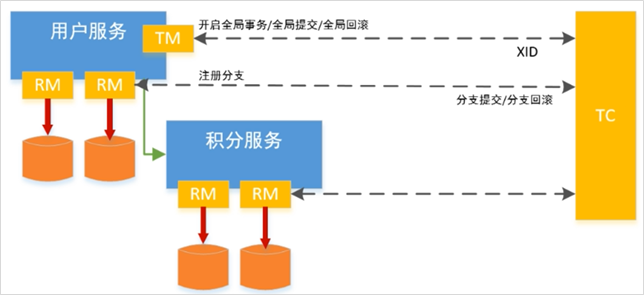 用户服务
TM
开启全局事务/全局提交/全局回滚
XID
RM
RM
注册分支
分支提交/分支回滚
TC
积分服务
RM
RM